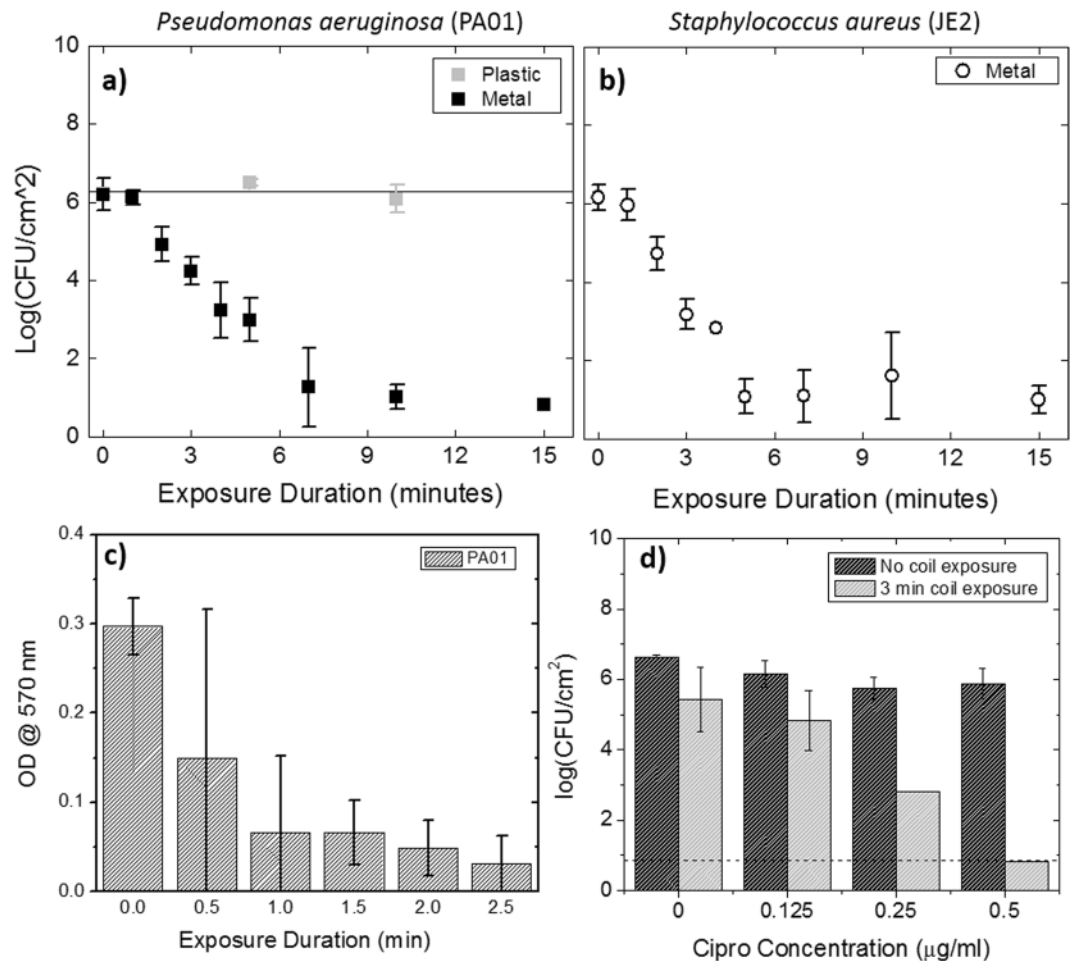 Pseudomonas aeruginosa (PA01)
Staphylococcus aureus (JE2)
a)
Plastic
Metal
10
8
6
4
2
0
Log(CFU/cm^2)
0 3 6 9 12 15
Exposure Duration (minutes)
b)
Metal
0 3 6 9 12 15
Exposure Duration (minutes)
c)
PA01
0.3
0.2
0.1
0.0
OD @ 570 nm
0.0 0.5 1.0 1.5 2.0 2.5
Exposure Duration (min)
d)
No coil exposure
3 min coil exposure
10
8
6
4
2
0
log(CFU/cm²)
0 0.125 0.25 0.5
Cipro Concentration (μg/ml)